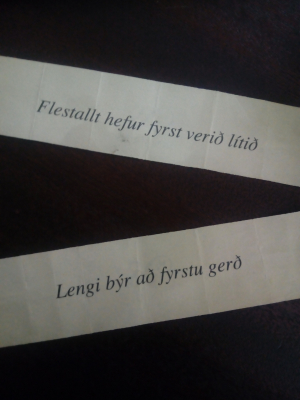 Flestallt hefur fyrst verið lítið
Lengi býr að fyrstu gerð